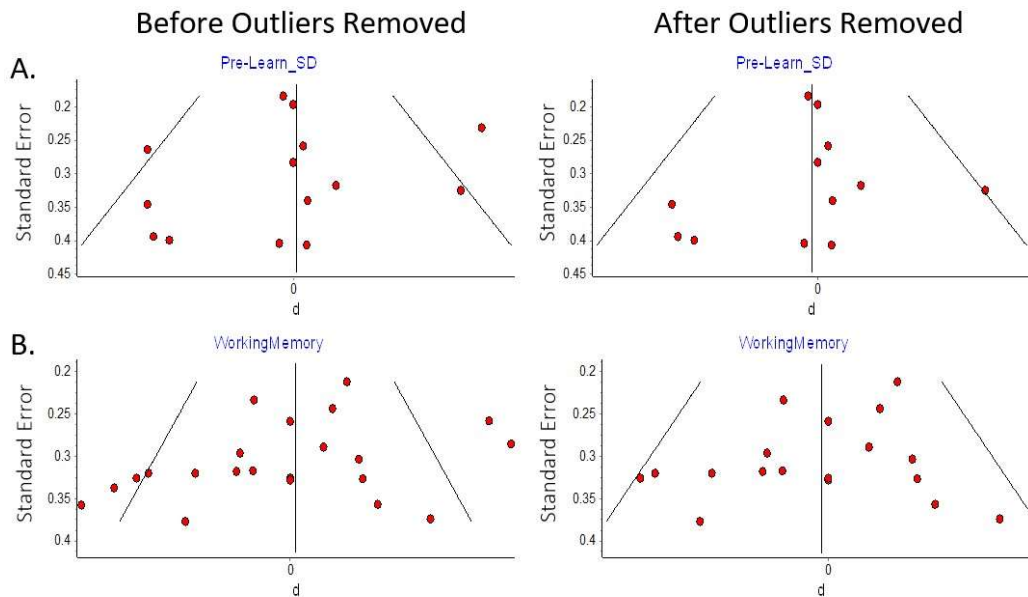 Before Outliers Removed
After Outliers Removed
A.
Pre-Learn_SD
Standard Error
0.2
0.25
0.3
0.35
0.4
0.45
0
d
Pre-Learn_SD
Standard Error
0.2
0.25
0.3
0.35
0.4
0.45
0
d
B.
WorkingMemory
Standard Error
0.2
0.25
0.3
0.35
0.4
0
d
WorkingMemory
Standard Error
0.2
0.25
0.3
0.35
0.4
0
d